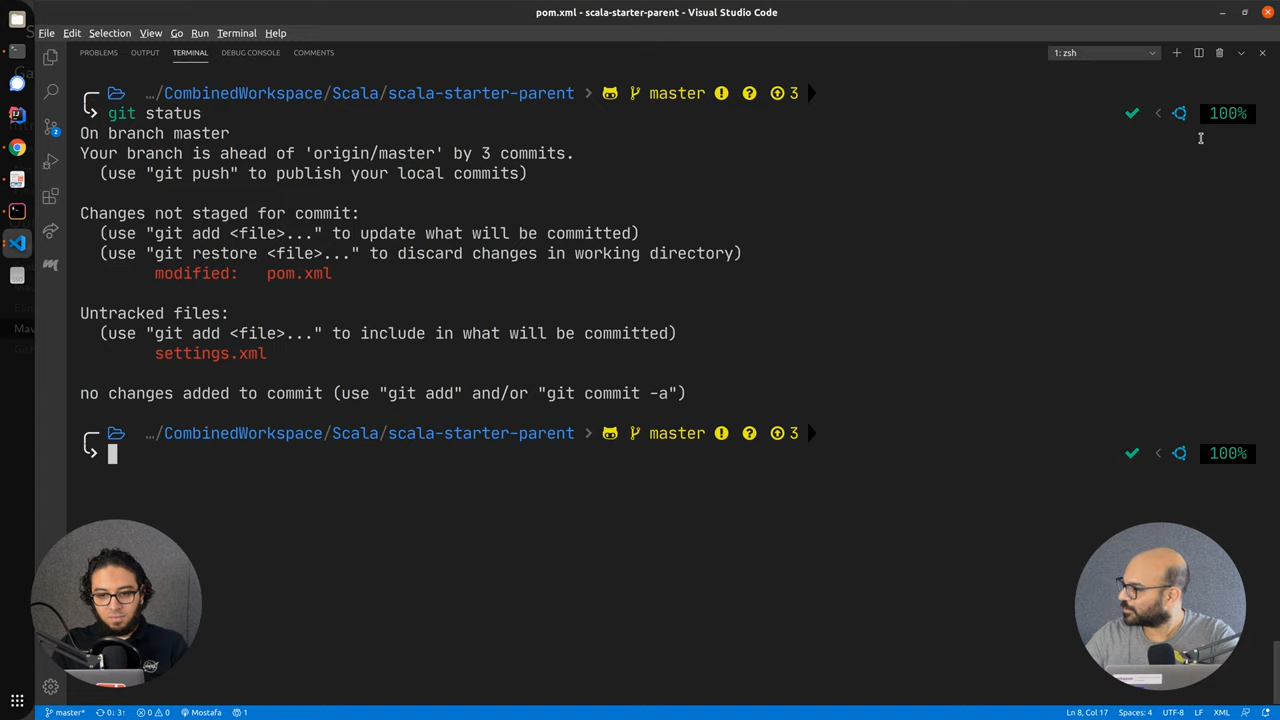 pom.xml - scala-starter-parent - Visual Studio Code
File Edit Selection View Go Run Terminal Help
PROBLEMS OUTPUT TERMINAL DEBUG CONSOLE COMMENTS 1: zsh
…/CombinedWorkspace/Scala/scala-starter-parent master 3
git status 100%
On branch master
Your branch is ahead of 'origin/master' by 3 commits.
(use "git push" to publish your local commits)
Changes not staged for commit:
(use "git add <file>..." to update what will be committed)
(use "git restore <file>..." to discard changes in working directory)
modified: pom.xml
Untracked files:
(use "git add <file>..." to include in what will be committed)
settings.xml
no changes added to commit (use "git add" and/or "git commit -a")
…/CombinedWorkspace/Scala/scala-starter-parent master 3
100%
master* 0↓ 3↑ 0 0 Mostafa 1 Ln 8, Col 17 Spaces: 4 UTF-8 LF XML